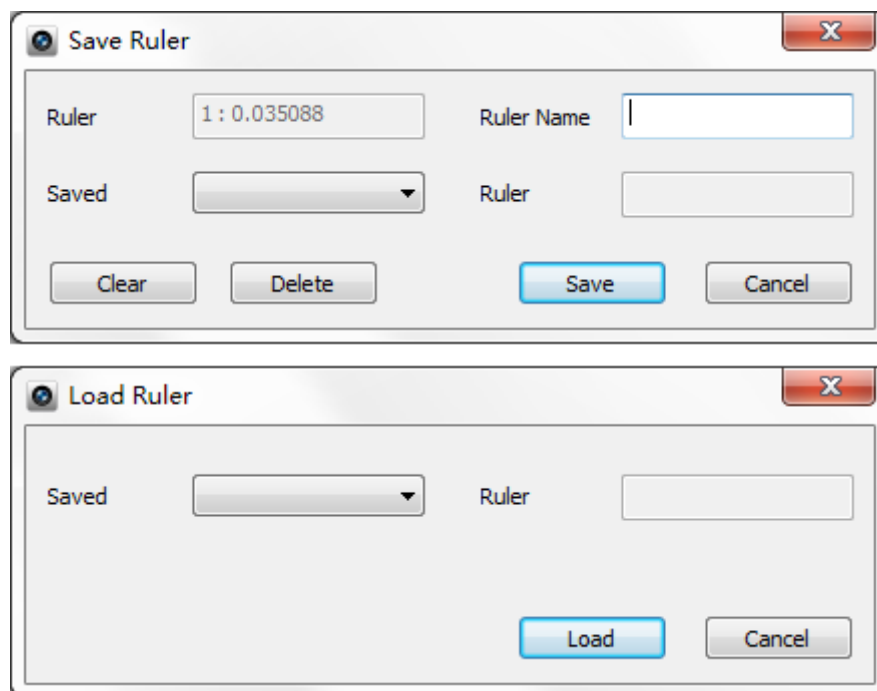 Save Ruler
Ruler 1 : 0.035088 Ruler Name
Saved Ruler
Clear Delete Save Cancel
Load Ruler
Saved Ruler
Load Cancel